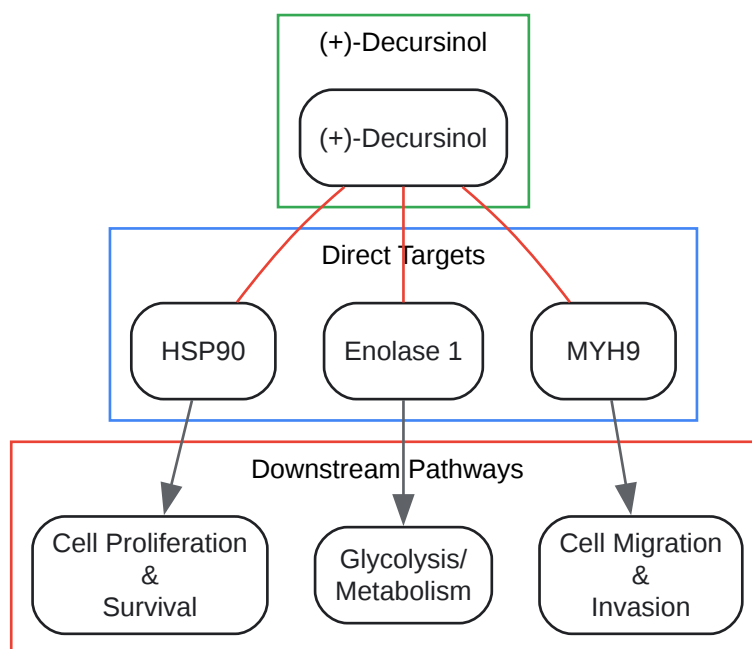 (+)-Decursinol
(+)-Decursinol
Direct Targets
HSP90
Enolase 1
MYH9
Downstream Pathways
Cell Proliferation
&
Survival
Glycolysis/
Metabolism
Cell Migration
&
Invasion